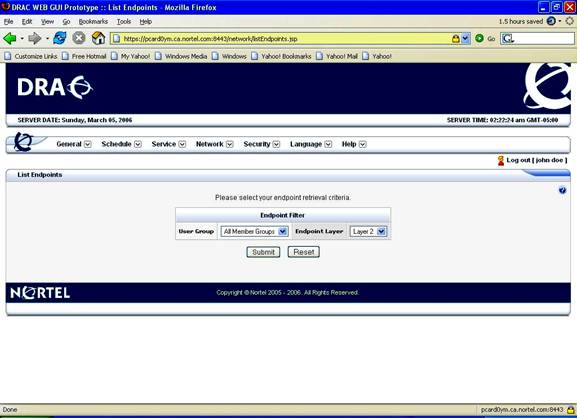 DRAC WEB GUI Prototype :: List Endpoints - Mozilla Firefox
File Edit View Go Bookmarks Tools Help
1.5 hours saved
https://pcard0ym.ca.nortel.com:8443/network/listEndpoints.jsp
Go
Customize Links Free Hotmail My Yahoo! Windows Media Windows Yahoo! Bookmarks Yahoo! Mail Yahoo!
DRAC
SERVER DATE: Sunday, March 05, 2006 SERVER TIME: 02:22:24 am GMT-05:00
General Schedule Service Network Security Language Help
Log out [ john doe ]
List Endpoints
Please select your endpoint retrieval criteria.
Endpoint Filter
User Group All Member Groups Endpoint Layer Layer 2
Submit Reset
NORTEL Copyright © Nortel 2005 - 2006. All Rights Reserved.
Done pcard0ym.ca.nortel.com:8443